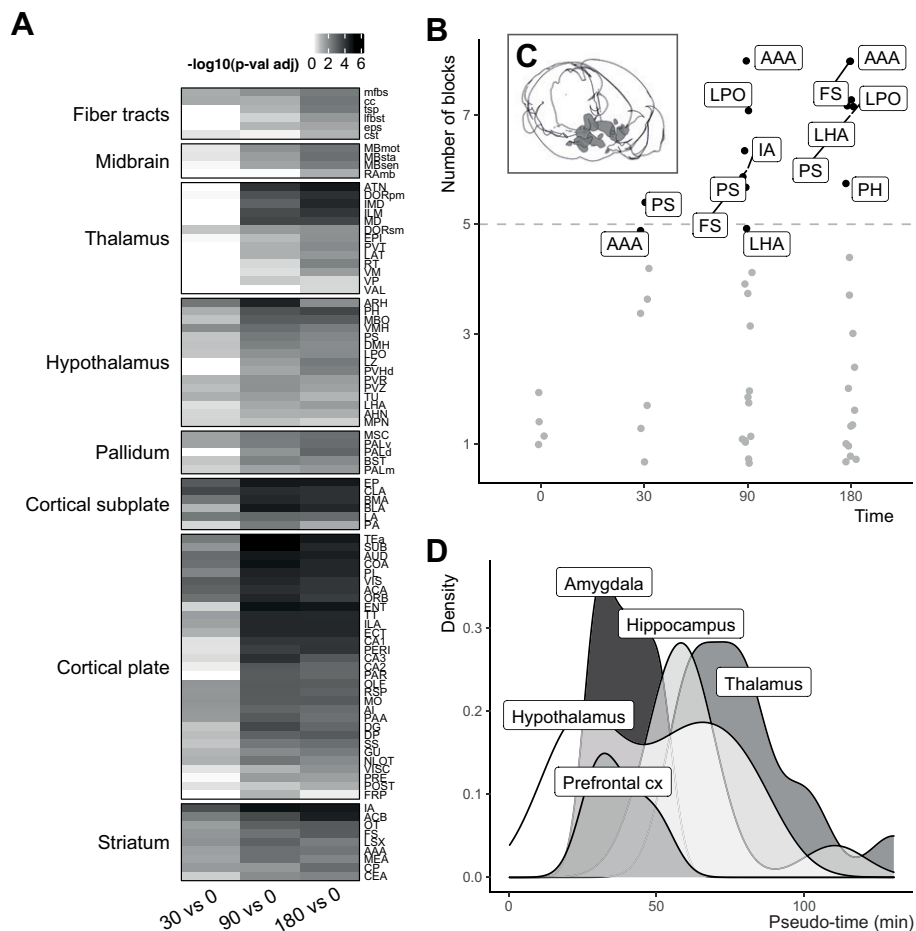 A
-log10(p-val adj) 0 2 4 6
Fiber tracts
mfbs
cc
tsp
lfbst
eps
cst
Midbrain
MBmot
MBsta
MBsen
RAmb
Thalamus
ATN
DORpm
IMD
ILM
MD
DORsm
EPI
PVT
LAT
RT
VM
VP
VAL
Hypothalamus
ARH
PH
MBO
VMH
PS
DMH
LPO
LZ
PVHd
PVR
PVZ
TU
LHA
AHN
MPN
Pallidum
MSC
PALv
PALd
BST
PALm
Cortical subplate
EP
CLA
BMA
BLA
LA
PA
Cortical plate
TEa
SUB
AUD
COA
PL
VIS
ACA
ORB
ENT
TT
ILA
ECT
CA1
PERI
CA3
CA2
PAR
OLF
RSP
MO
AI
PAA
DG
DP
SS
GU
NLOT
VISC
PRE
POST
FRP
Striatum
IA
ACB
OT
FS
LSX
AAA
MEA
CP
CEA
30 vs 0
90 vs 0
180 vs 0
B
Number of blocks
7
5
3
1
C
AAA
AAA
LPO
FS
LPO
LHA
IA
PS
PS
PH
PS
FS
AAA
LHA
0
30
90
180
Time
D
Density
0.3
0.2
0.1
0.0
Amygdala
Hippocampus
Thalamus
Hypothalamus
Prefrontal cx
0
50
100
Pseudo-time (min)